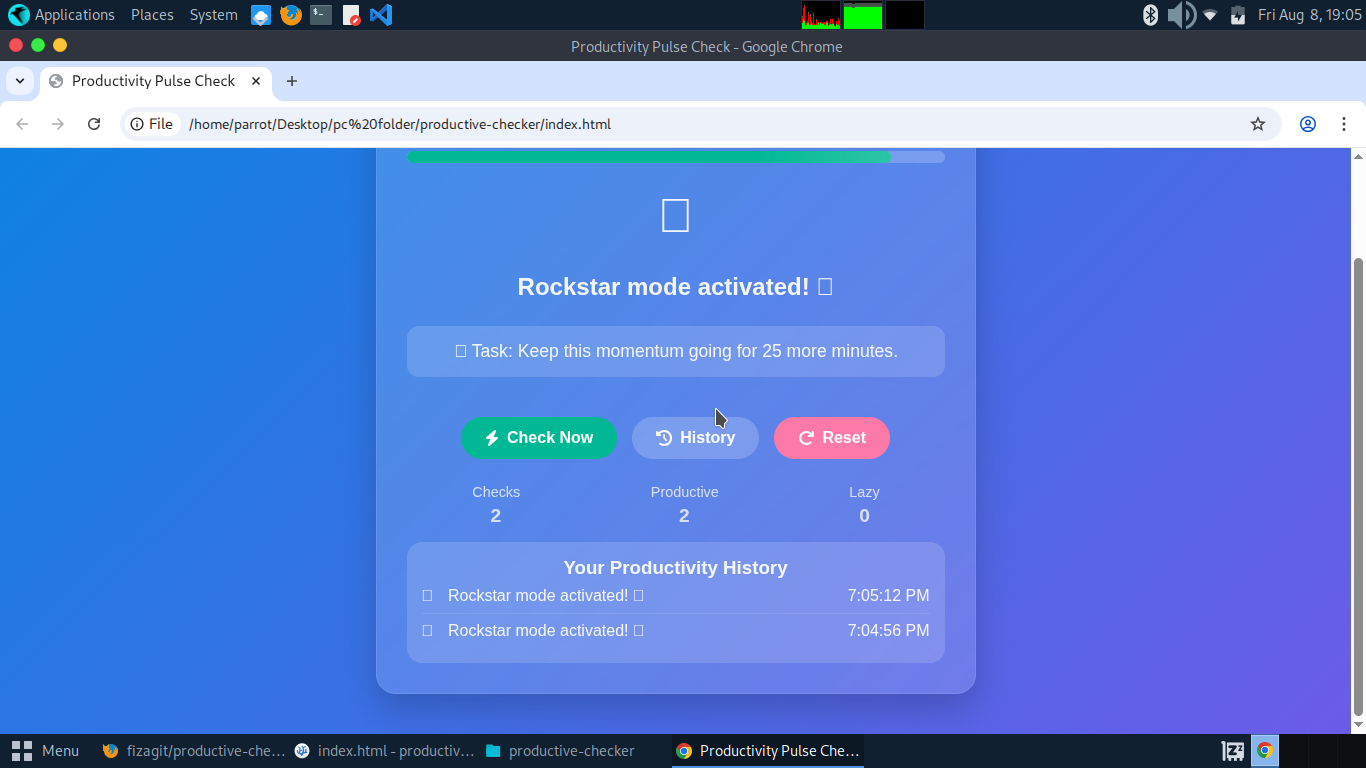 Applications Places System Fri Aug 8, 19:05
Productivity Pulse Check - Google Chrome
Productivity Pulse Check
File /home/parrot/Desktop/pc%20folder/productive-checker/index.html
Rockstar mode activated!
Task: Keep this momentum going for 25 more minutes.
Check Now History Reset
Checks Productive Lazy
2 2 0
Your Productivity History
Rockstar mode activated! 7:05:12 PM
Rockstar mode activated! 7:04:56 PM
Menu fizagit/productive-che... index.html - productiv... productive-checker Productivity Pulse Che...